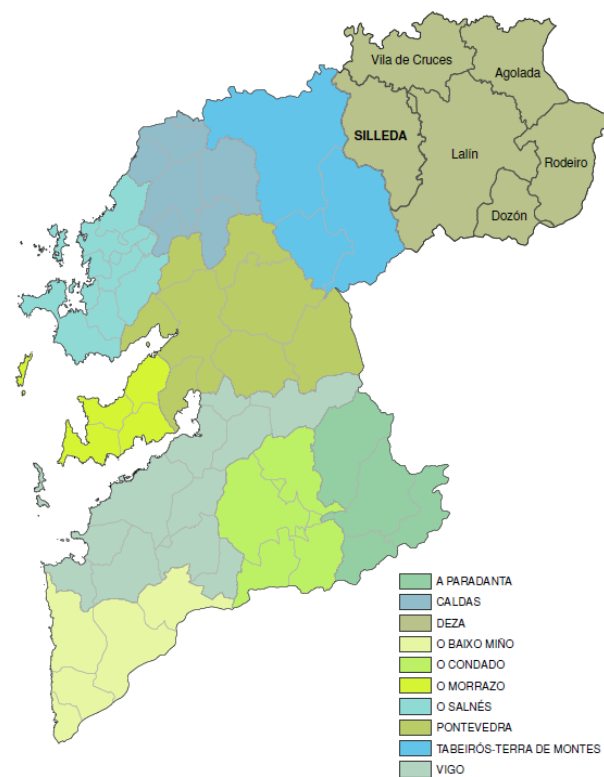 Vila de Cruces
Agolada
SILLEDA
Lalín
Rodeiro
Dozón
A PARADANTA
CALDAS
DEZA
O BAIXO MIÑO
O CONDADO
O MORRAZO
O SALNÉS
PONTEVEDRA
TABEIRÓS-TERRA DE MONTES
VIGO